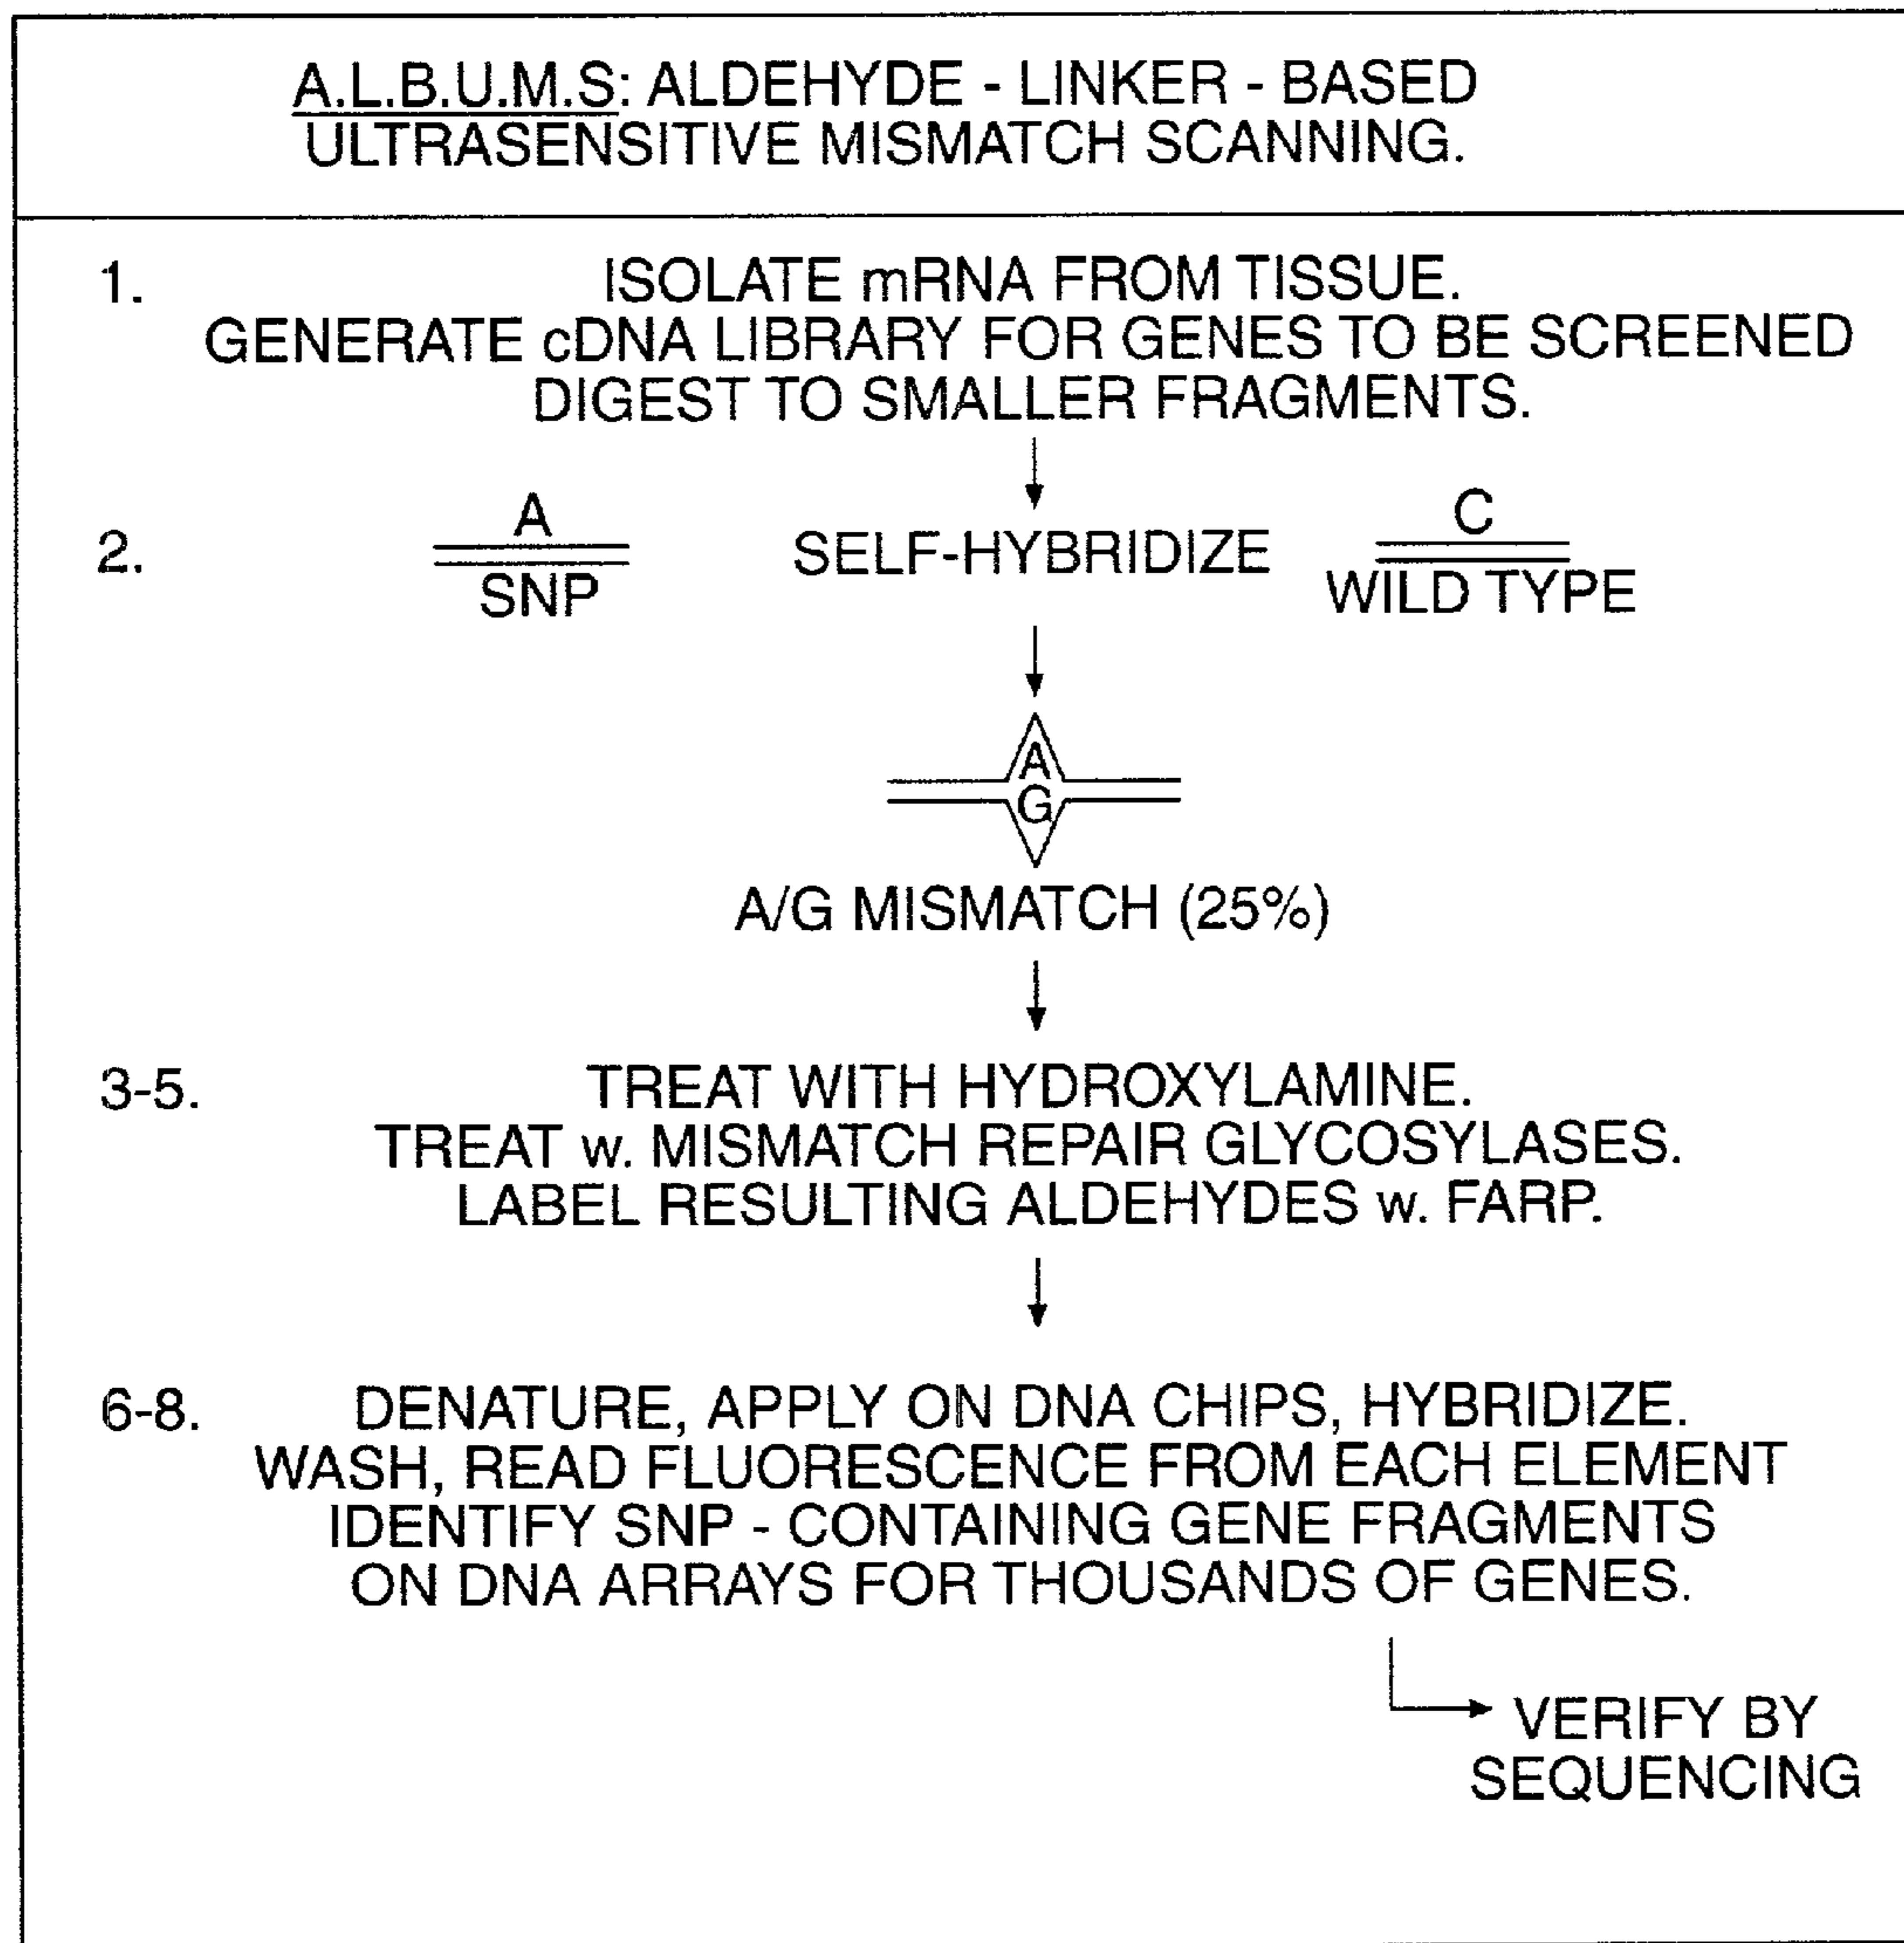 A.L.B.U.M.S: ALDEHYDE - LINKER - BASED
ULTRASENSITIVE MISMATCH SCANNING.
1. ISOLATE mRNA FROM TISSUE.
GENERATE cDNA LIBRARY FOR GENES TO BE SCREENED
DIGEST TO SMALLER FRAGMENTS.
A C
2. SELF-HYBRIDIZE
SNP WILD TYPE
A
G
A/G MISMATCH (25%)
3-5. TREAT WITH HYDROXYLAMINE.
TREAT w. MISMATCH REPAIR GLYCOSYLASES.
LABEL RESULTING ALDEHYDES w. FARP.
6-8. DENATURE, APPLY ON DNA CHIPS, HYBRIDIZE.
WASH, READ FLUORESCENCE FROM EACH ELEMENT
IDENTIFY SNP - CONTAINING GENE FRAGMENTS
ON DNA ARRAYS FOR THOUSANDS OF GENES.
VERIFY BY
SEQUENCING